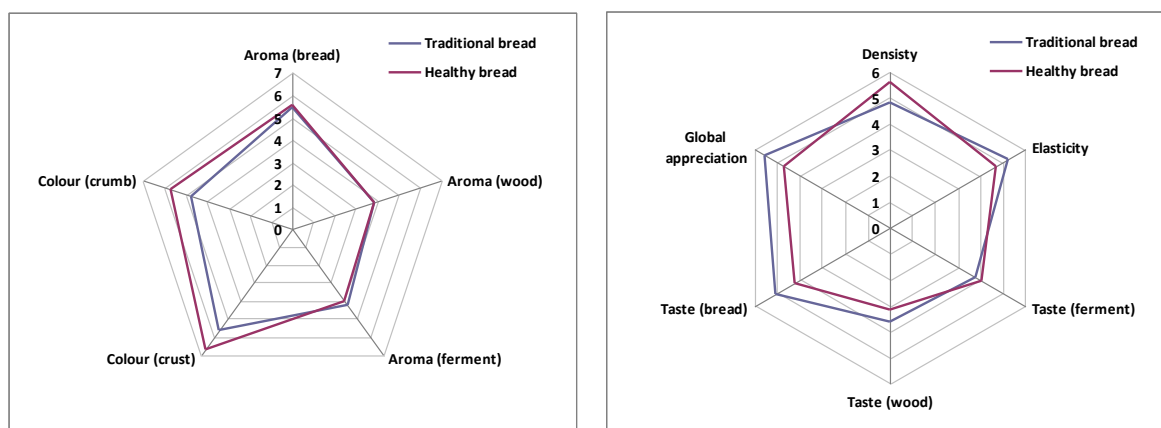 Traditional bread
Healthy bread
Aroma (bread)
7
6
5
4
3
2
1
0
Aroma (wood)
Aroma (ferment)
Colour (crust)
Colour (crumb)
Traditional bread
Healthy bread
Densisty
6
5
4
3
2
1
0
Elasticity
Taste (ferment)
Taste (wood)
Taste (bread)
Global
appreciation